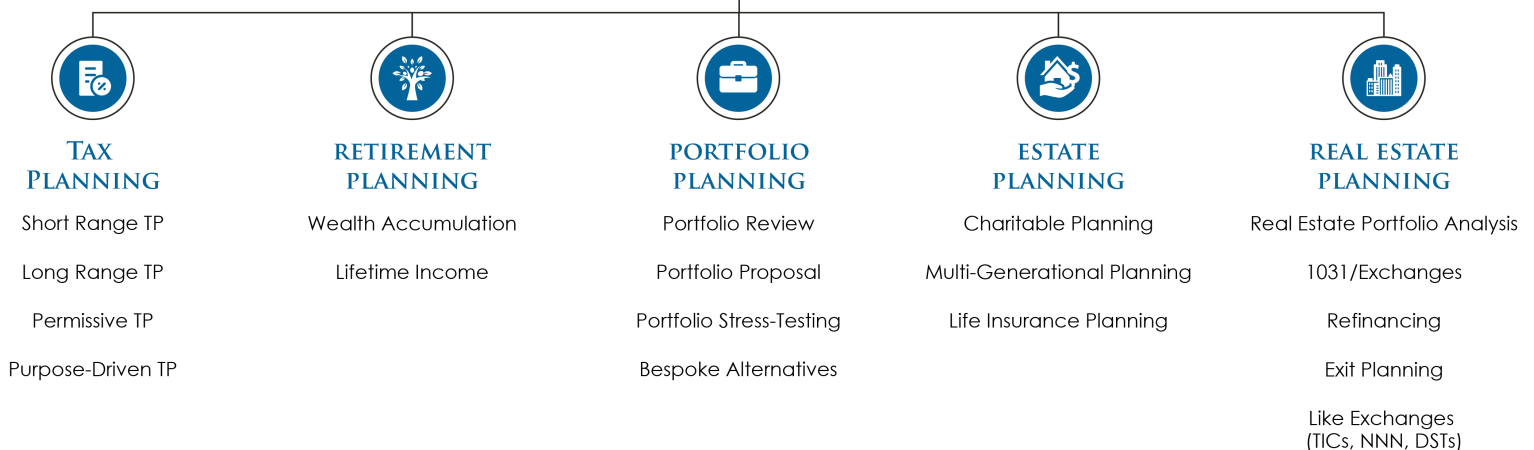 TAX
PLANNING
Short Range TP
Long Range TP
Permissive TP
Purpose-Driven TP
RETIREMENT
PLANNING
Wealth Accumulation
Lifetime Income
PORTFOLIO
PLANNING
Portfolio Review
Portfolio Proposal
Portfolio Stress-Testing
Bespoke Alternatives
ESTATE
PLANNING
Charitable Planning
Multi-Generational Planning
Life Insurance Planning
REAL ESTATE
PLANNING
Real Estate Portfolio Analysis
1031/Exchanges
Refinancing
Exit Planning
Like Exchanges
(TICs, NNN, DSTs)